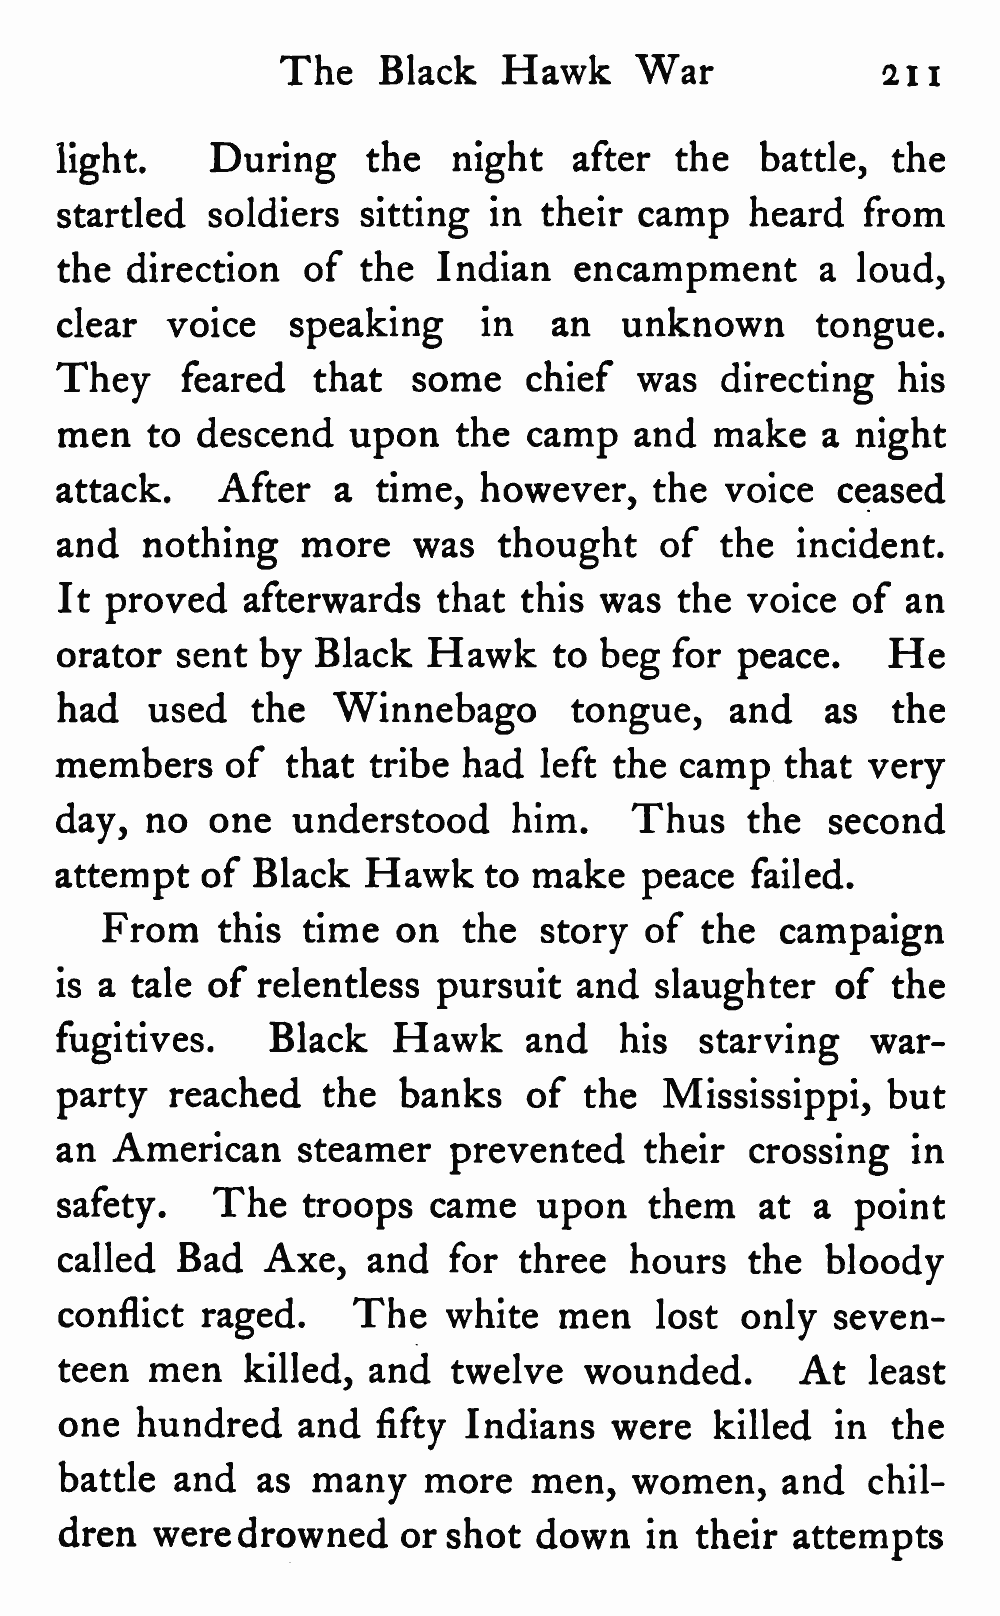 The Black Hawk War 211
light. During the night after the battle, the
startled soldiers sitting in their camp heard from
the direction of the Indian encampment a loud,
clear voice speaking in an unknown tongue.
They feared that some chief was directing his
men to descend upon the camp and make a night
attack. After a time, however, the voice ceased
and nothing more was thought of the incident.
It proved afterwards that this was the voice of an
orator sent by Black Hawk to beg for peace. He
had used the Winnebago tongue, and as the
members of that tribe had left the camp that very
day, no one understood him. Thus the second
attempt of Black Hawk to make peace failed.
From this time on the story of the campaign
is a tale of relentless pursuit and slaughter of the
fugitives. Black Hawk and his starving war-
party reached the banks of the Mississippi, but
an American steamer prevented their crossing in
safety. The troops came upon them at a point
called Bad Axe, and for three hours the bloody
conflict raged. The white men lost only seven-
teen men killed, and twelve wounded. At least
one hundred and fifty Indians were killed in the
battle and as many more men, women, and chil-
dren were drowned or shot down in their attempts